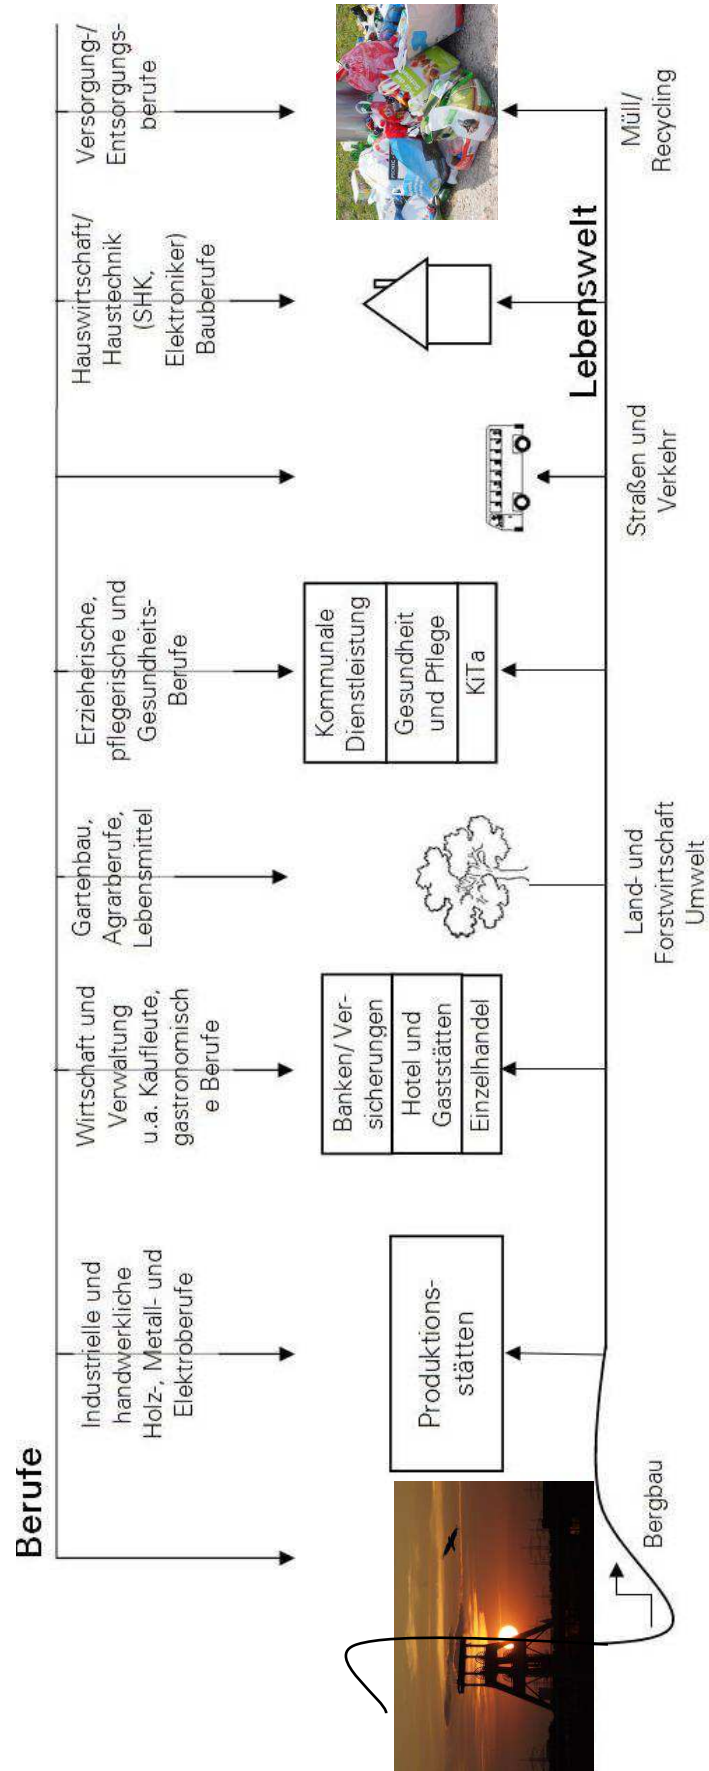 Berufe
Industrielle und
handwerkliche
Holz-, Metall- und
Elektroberufe
Wirtschaft und
Verwaltung
u.a. Kaufleute,
gastronomisch
e Berufe
Gartenbau,
Agrarberufe,
Lebensmittel
Erzieherische,
pflegerische und
Gesundheits-
Berufe
Hauswirtschaft/
Haustechnik
(SHK,
Elektroniker)
Bauberufe
Versorgung-/
Entsorgungs-
berufe
Produktions-
stätten
Banken/Ver-
sicherungen
Hotel und
Gaststätten
Einzelhandel
Kommunale
Dienstleistung
Gesundheit
und Pflege
KiTa
Lebenswelt
Bergbau
Land- und
Forstwirtschaft
Umwelt
Straßen und
Verkehr
Müll/
Recycling